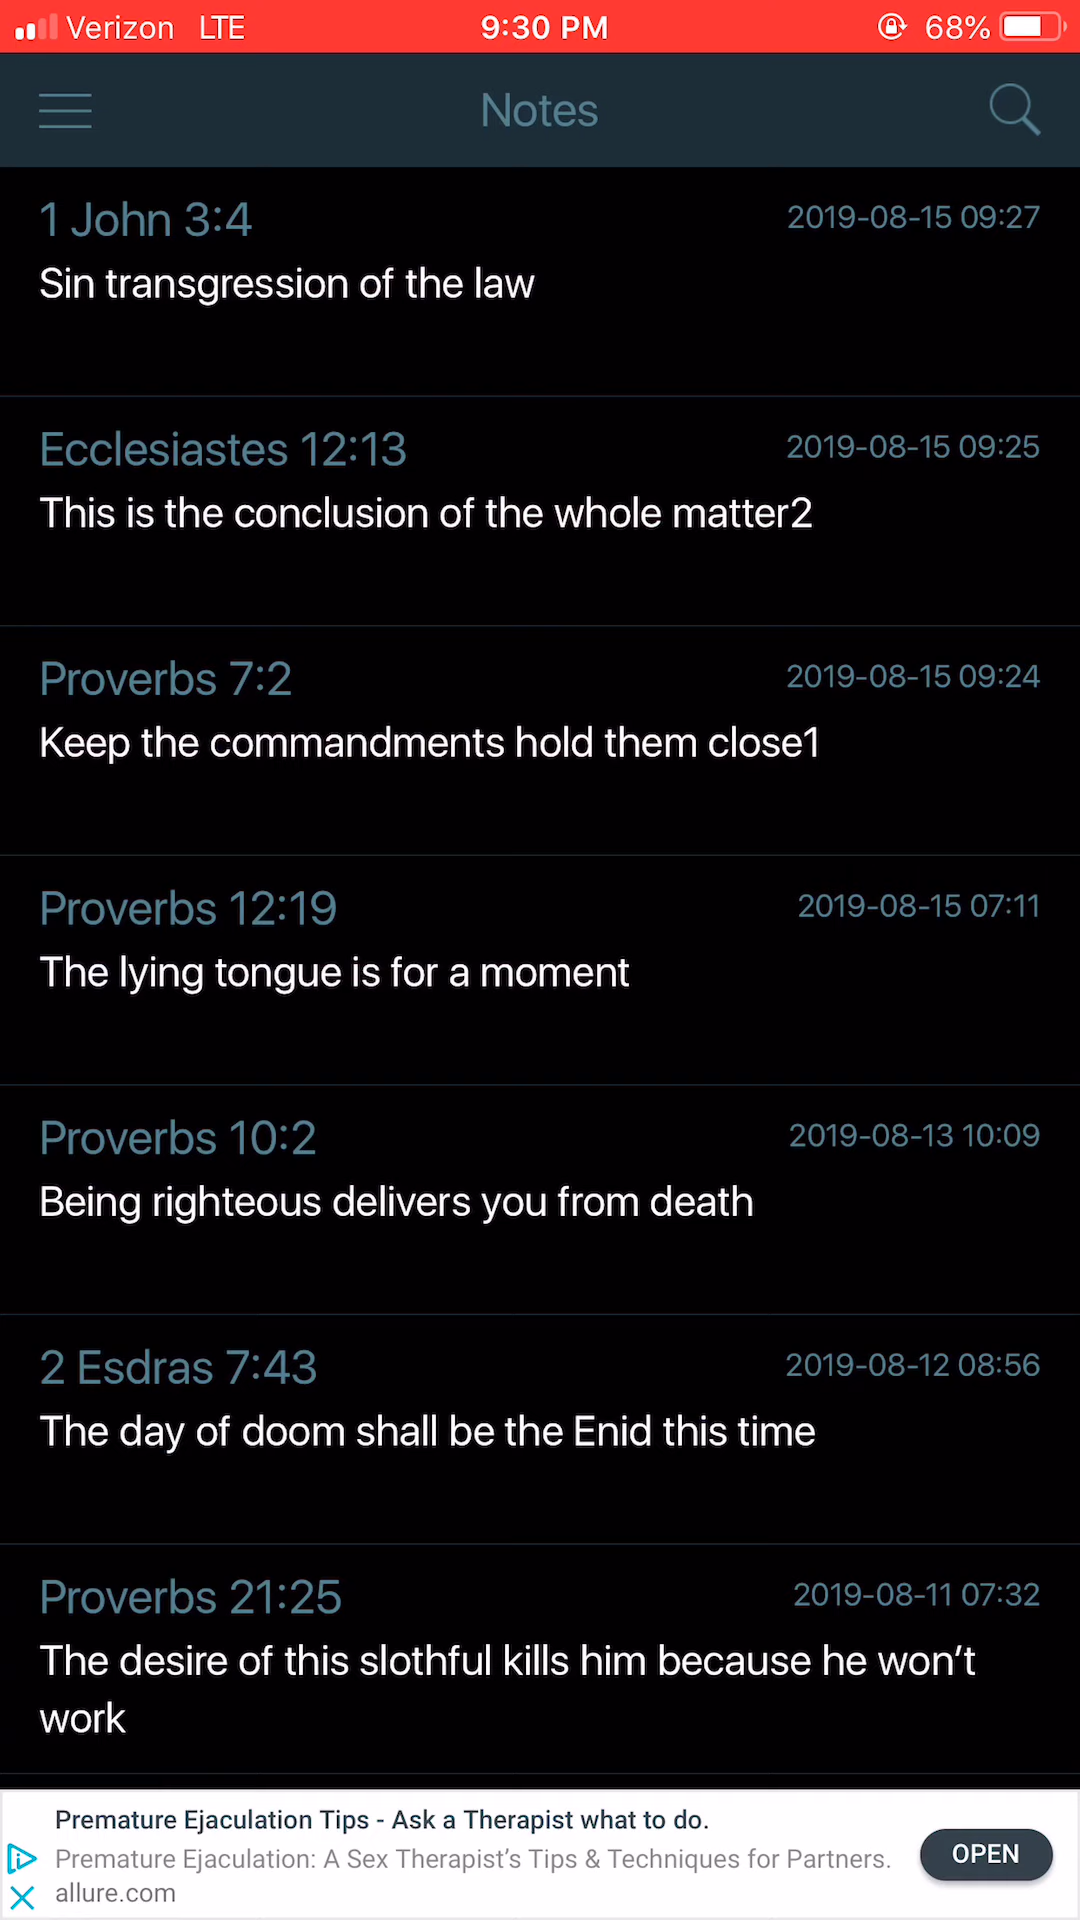 Verizon LTE 9:30 PM 68%
Notes
1 John 3:4 2019-08-15 09:27
Sin transgression of the law
Ecclesiastes 12:13 2019-08-15 09:25
This is the conclusion of the whole matter2
Proverbs 7:2 2019-08-15 09:24
Keep the commandments hold them close1
Proverbs 12:19 2019-08-15 07:11
The lying tongue is for a moment
Proverbs 10:2 2019-08-13 10:09
Being righteous delivers you from death
2 Esdras 7:43 2019-08-12 08:56
The day of doom shall be the Enid this time
Proverbs 21:25 2019-08-11 07:32
The desire of this slothful kills him because he won’t
work
Premature Ejaculation Tips - Ask a Therapist what to do.
Premature Ejaculation: A Sex Therapist’s Tips & Techniques for Partners.
allure.com
OPEN